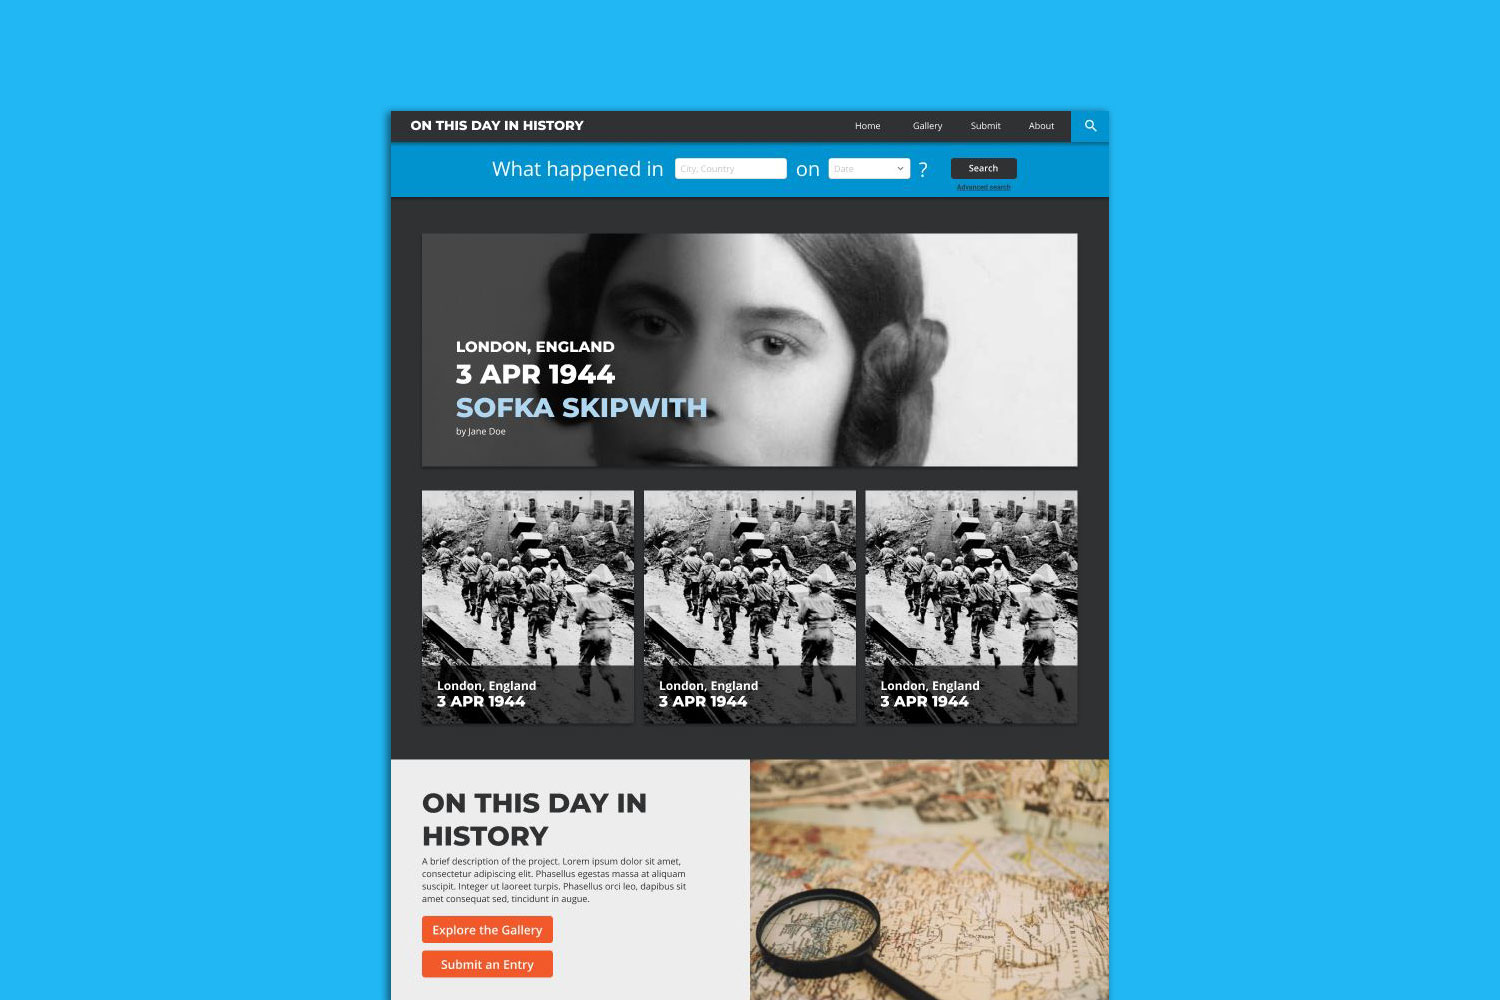 ON THIS DAY IN HISTORY
Home Gallery Submit About
What happened in City, Country on Date ? Search
Advanced search
LONDON, ENGLAND
3 APR 1944
SOFKA SKIPWITH
by Jane Doe
London, England
3 APR 1944
London, England
3 APR 1944
London, England
3 APR 1944
ON THIS DAY IN
HISTORY
A brief description of the project. Lorem ipsum dolor sit amet,
consectetur adipiscing elit. Phasellus egestas massa at aliquam
suscipit. Integer ut laoreet turpis. Phasellus orci leo, dapibus sit
amet consequat sed, tincidunt in augue.
Explore the Gallery
Submit an Entry